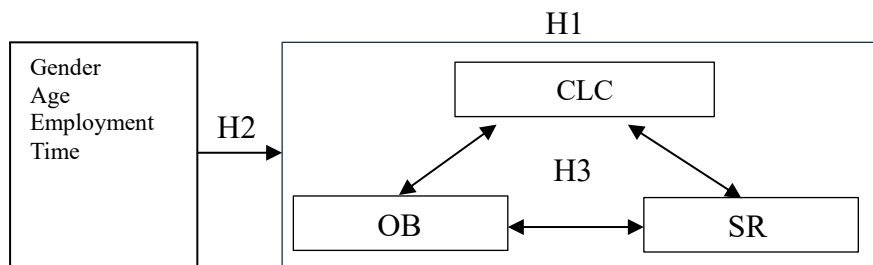 H1
Gender
Age
Employment
Time
H2
CLC
H3
OB
SR